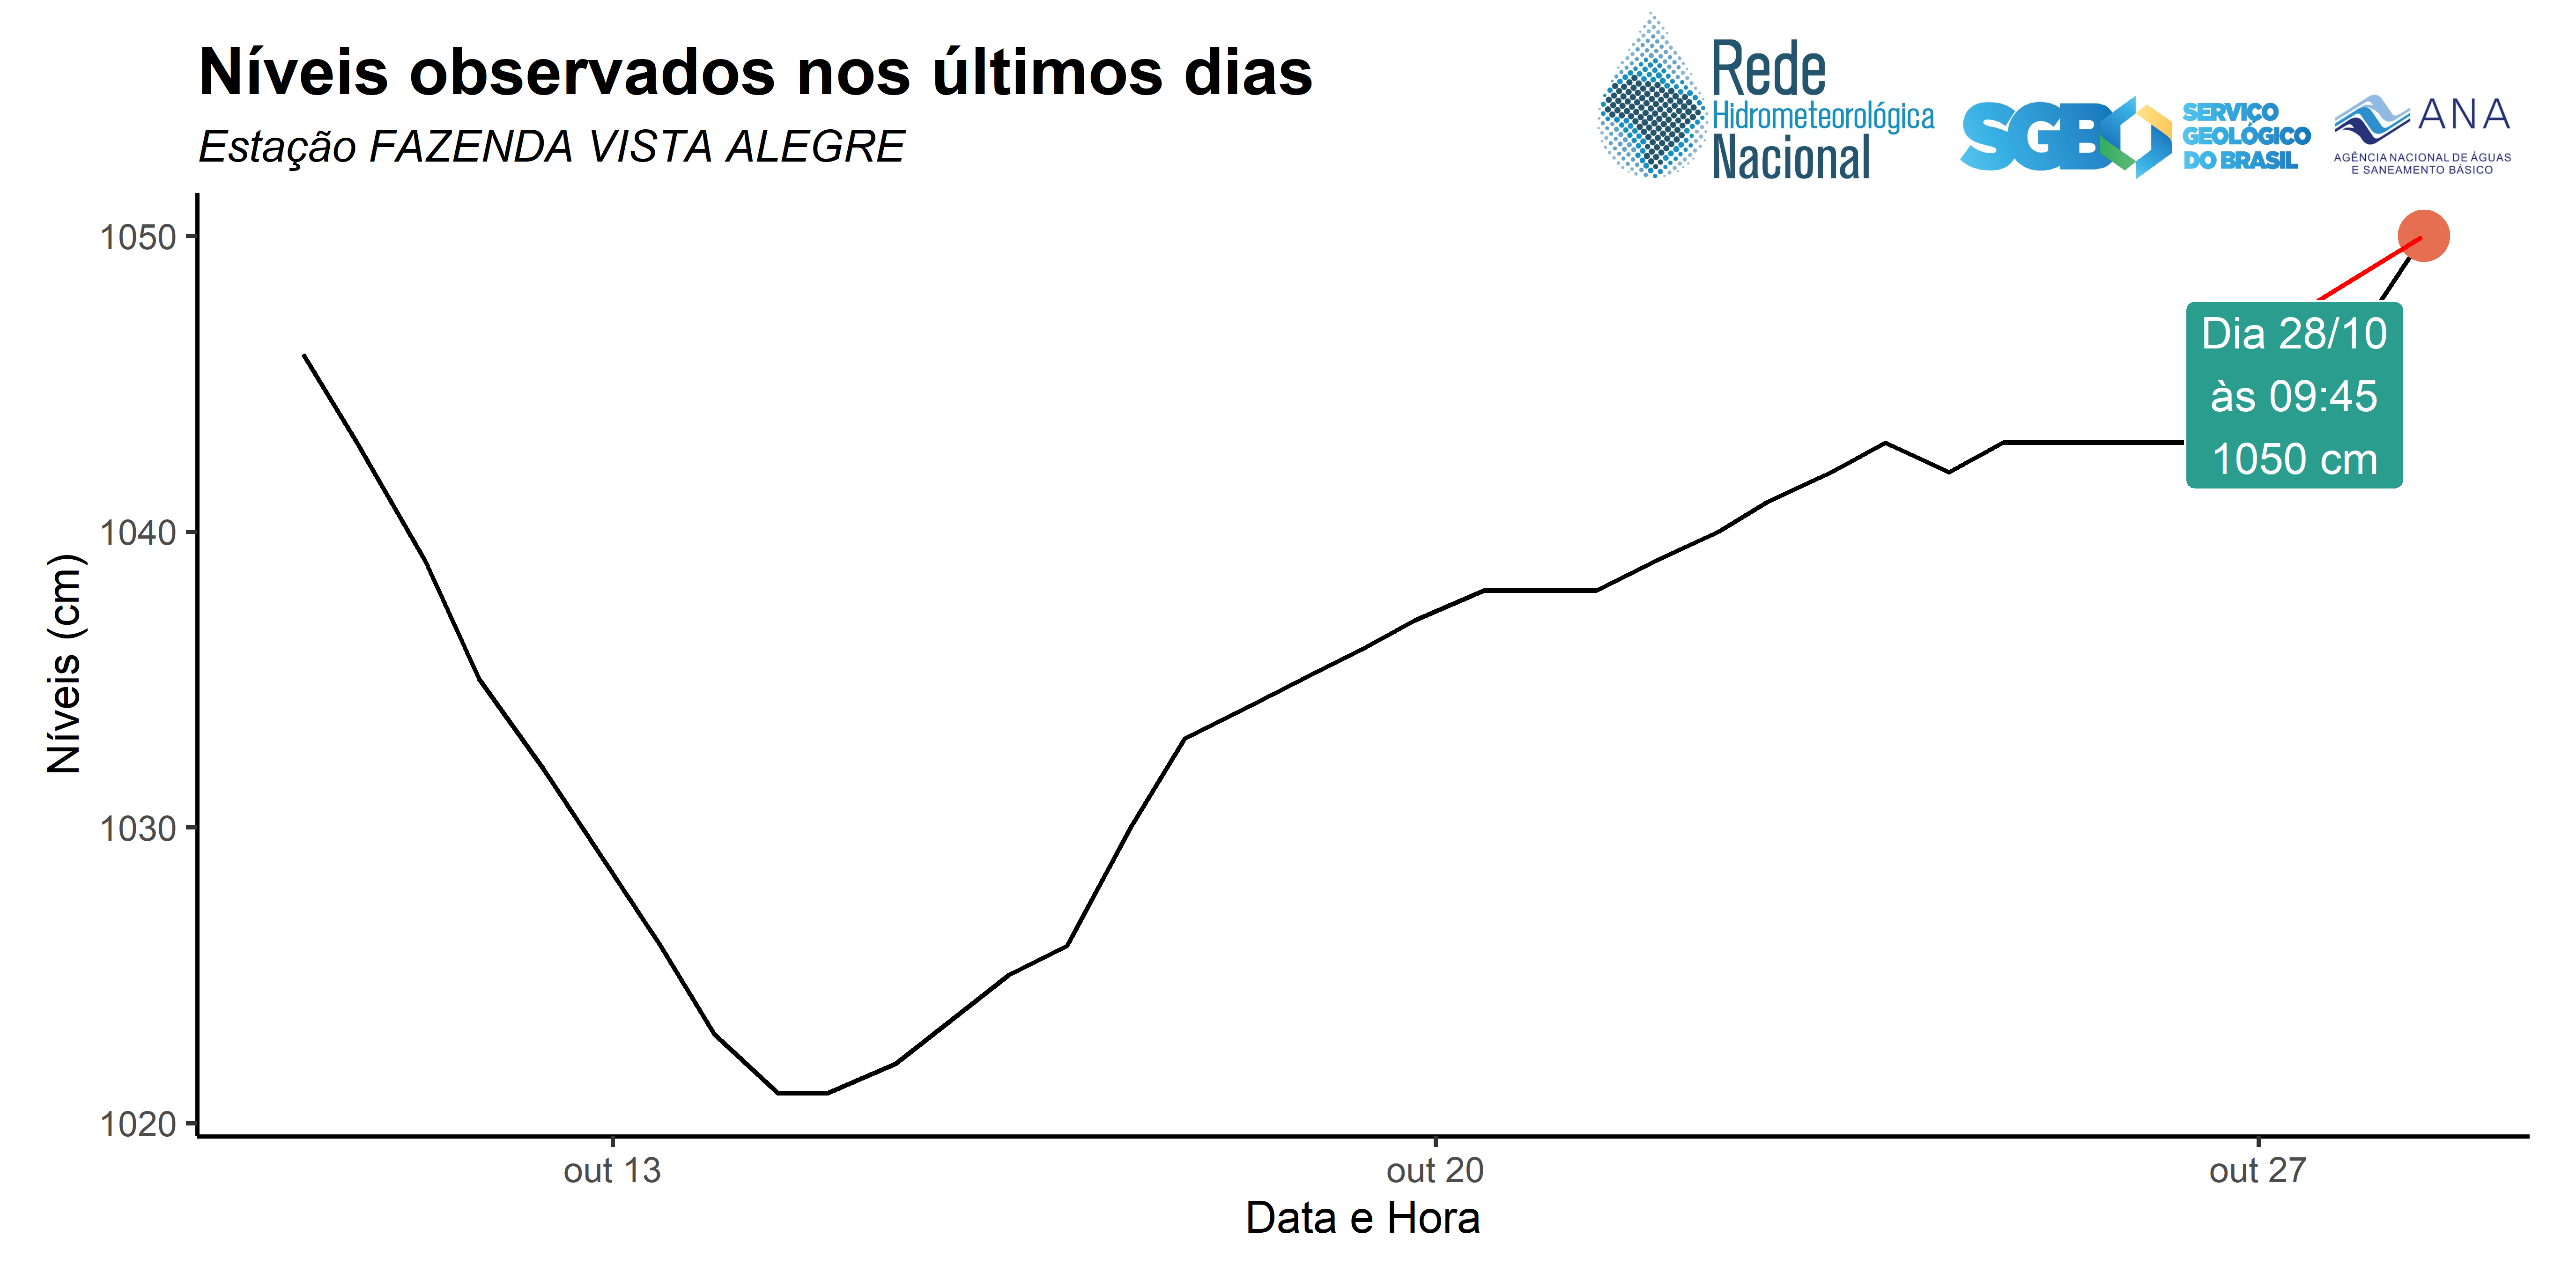 Níveis observados nos últimos dias
Estação FAZENDA VISTA ALEGRE
Rede
Hidrometeorológica
Nacional
SGB
SERVIÇO
GEOLÓGICO
DO BRASIL
ANA
AGÊNCIA NACIONAL DE ÁGUAS
E SANEAMENTO BÁSICO
1050
1040
1030
1020
Níveis (cm)
Dia 28/10
às 09:45
1050 cm
out 13
out 20
out 27
Data e Hora